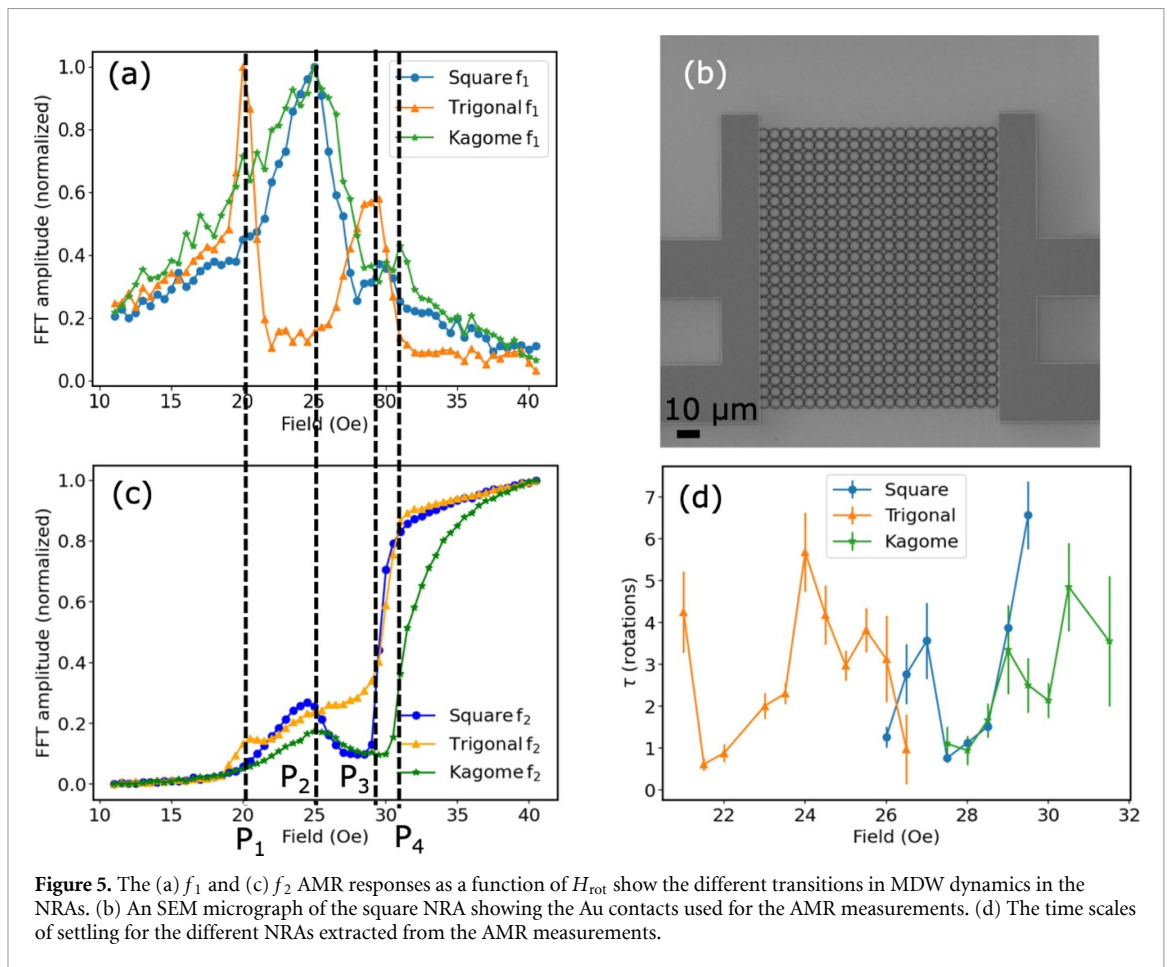 (a)
FFT amplitude (normalized)
1.0
0.8
0.6
0.4
0.2
0.0
Square f₁
Trigonal f₁
Kagome f₁
10 15 20 25 30 35 40
Field (Oe)
(b)
10 μm
(c)
FFT amplitude (normalized)
1.0
0.8
0.6
0.4
0.2
0.0
Square f₂
Trigonal f₂
Kagome f₂
P₂ P₃
10 15 20 25 30 35 40
P₁ Field (Oe) P₄
(d)
τ (rotations)
7
6
5
4
3
2
1
0
Square
Trigonal
Kagome
22 24 26 28 30 32
Field (Oe)
Figure 5. The (a) f₁ and (c) f₂ AMR responses as a function of H_rot show the different transitions in MDW dynamics in the
NRAs. (b) An SEM micrograph of the square NRA showing the Au contacts used for the AMR measurements. (d) The time scales
of settling for the different NRAs extracted from the AMR measurements.